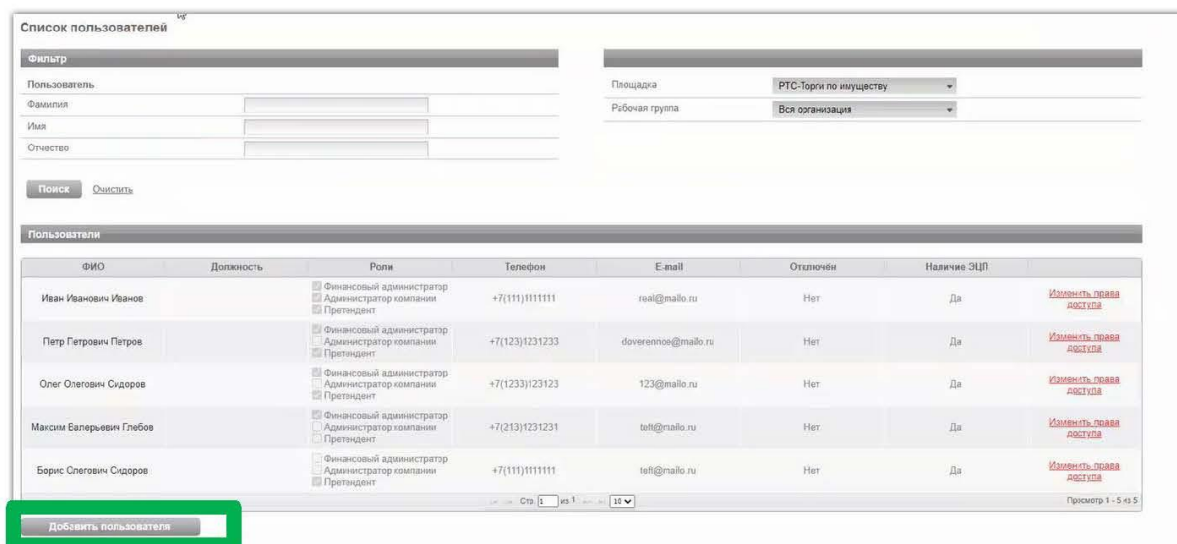 Список пользователей
Фильтр
Пользователь
Фамилия
Имя
Отчество
Площадка РТС-Торги по имуществу
Рабочая группа Вся организация
Поиск Очистить
Пользователи
ФИО Должность Роли Телефон E-mail Отключён Наличие ЭЦП
Финансовый администратор
Иван Иванович Иванов Администратор компании +7(111)1111111 real@mailo.ru Нет Да Изменить права доступа
Претендент
Финансовый администратор
Петр Петрович Петров Администратор компании +7(123)1231233 doverennoe@mailo.ru Нет Да Изменить права доступа
Претендент
Финансовый администратор
Олег Олегович Сидоров Администратор компании +7(1233)123123 123@mailo.ru Нет Да Изменить права доступа
Претендент
Финансовый администратор
Максим Валерьевич Глебов Администратор компании +7(213)1231231 tett@mailo.ru Нет Да Изменить права доступа
Претендент
Финансовый администратор
Борис Олегович Сидоров Администратор компании +7(111)1111111 tett@mailo.ru Нет Да Изменить права доступа
Претендент
Стр. 1 из 1 10 Просмотр 1 - 5 из 5
Добавить пользователя